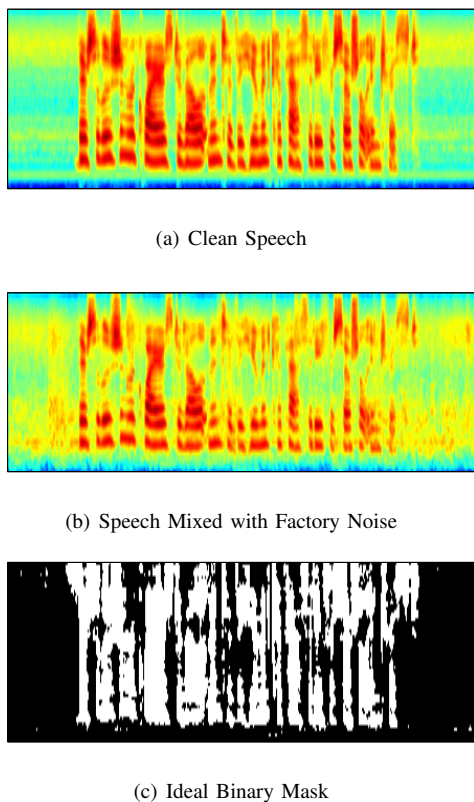 (a) Clean Speech
(b) Speech Mixed with Factory Noise
(c) Ideal Binary Mask